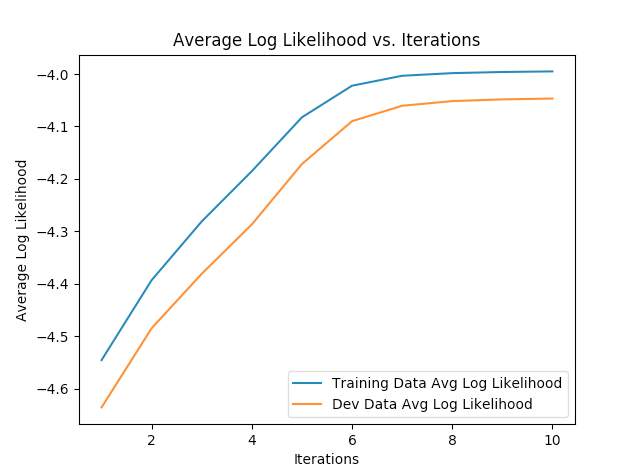 Average Log Likelihood vs. Iterations
Average Log Likelihood
−4.0
−4.1
−4.2
−4.3
−4.4
−4.5
−4.6
Training Data Avg Log Likelihood
Dev Data Avg Log Likelihood
2 4 6 8 10
Iterations